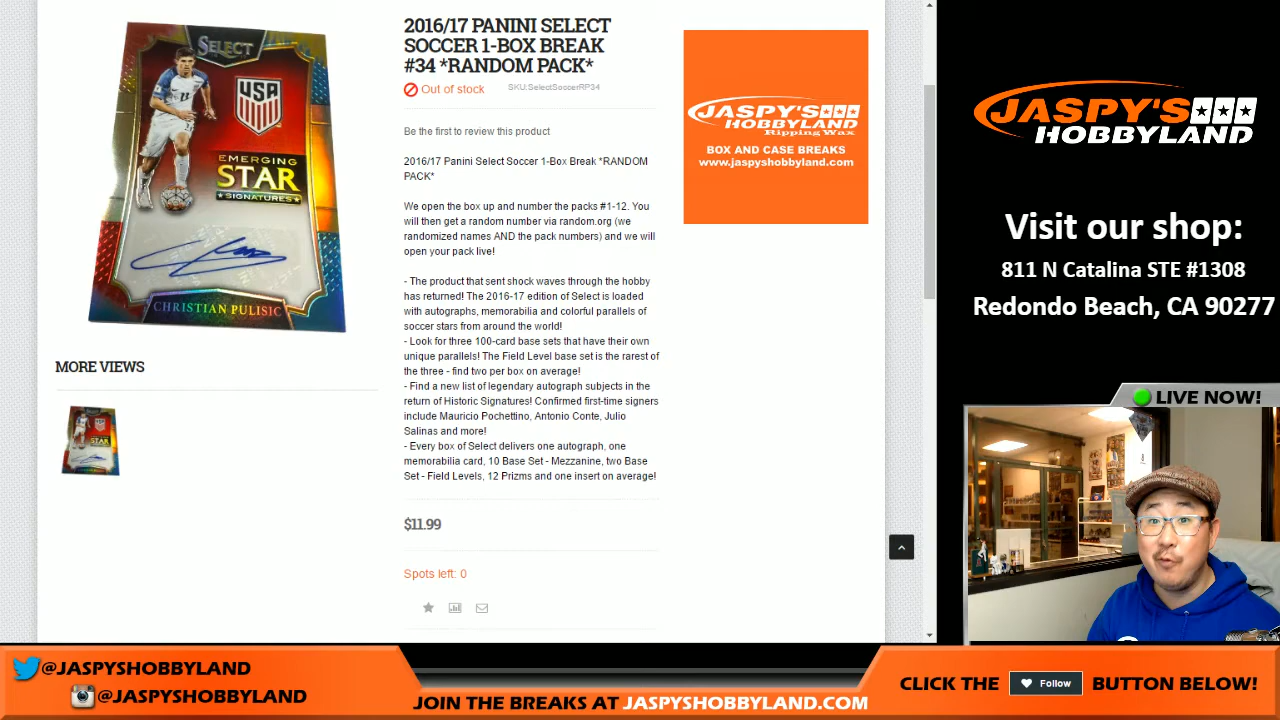 2016/17 PANINI SELECT
SOCCER 1-BOX BREAK
#34 *RANDOM PACK*
Out of stock
SKU:SelectSoccerRP34
Be the first to review this product
2016/17 Panini Select Soccer 1-Box Break *RANDOM
PACK*
We open the box up and number the packs #1-12. You
will then get a random number via random.org (we
randomized names AND the pack numbers) and we will
open your pack live!
- The product that sent shock waves through the hobby
has returned! The 2016-17 edition of Select is loaded
with autographs, memorabilia and colorful parallels of
soccer stars from around the world!
- Look for three 100-card base sets that have their own
unique parallels! The Field Level base set is the rarest of
the three - find two per box on average!
- Find a new list of legendary autograph subjects in the
return of Historic Signatures! Confirmed first-time signers
include Mauricio Pochettino, Antonio Conte, Julio
Salinas and more!
- Every box of Select delivers one autograph, one
memorabilia card, 10 Base Set - Mezzanine, two Base
Set - Field Levels, 12 Prizms and one insert on average!
$11.99
Spots left: 0
SELECT
USA
EMERGING
STAR
SIGNATURES
CHRISTIAN PULISIC
MORE VIEWS
JASPY'S
HOBBYLAND
Ripping Wax
BOX AND CASE BREAKS
www.jaspyshobbyland.com
JASPY'S
HOBBYLAND
Visit our shop:
811 N Catalina STE #1308
Redondo Beach, CA 90277
LIVE NOW!
@JASPYSHOBBYLAND
@JASPYSHOBBYLAND
JOIN THE BREAKS AT JASPYSHOBBYLAND.COM
CLICK THE Follow BUTTON BELOW!